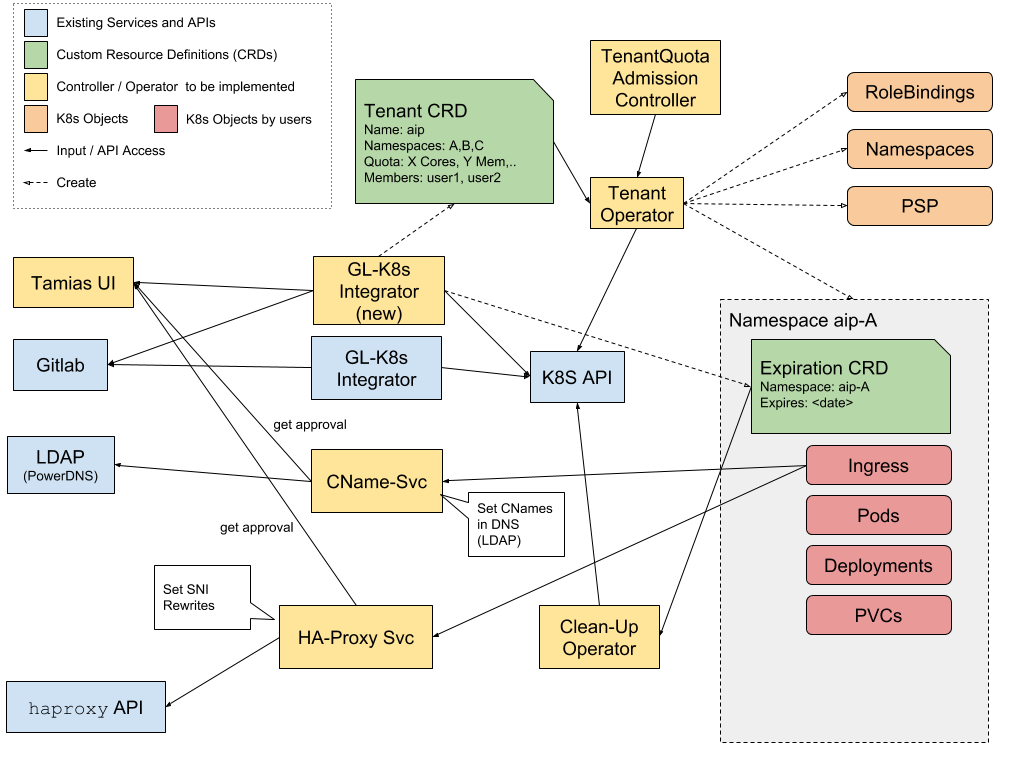 Existing Services and APIs
Custom Resource Definitions (CRDs)
Controller / Operator to be implemented
K8s Objects
K8s Objects by users
Input / API Access
Create
TenantQuota
Admission
Controller
Tenant CRD
Name: aip
Namespaces: A,B,C
Quota: X Cores, Y Mem,..
Members: user1, user2
Tenant
Operator
RoleBindings
Namespaces
PSP
Tamias UI
GL-K8s
Integrator
(new)
Gitlab
GL-K8s
Integrator
K8S API
Namespace aip-A
Expiration CRD
Namespace: aip-A
Expires: <date>
get approval
LDAP
(PowerDNS)
CName-Svc
Set CNames
in DNS
(LDAP)
Ingress
Pods
Deployments
PVCs
get approval
Set SNI
Rewrites
HA-Proxy Svc
Clean-Up
Operator
haproxy API